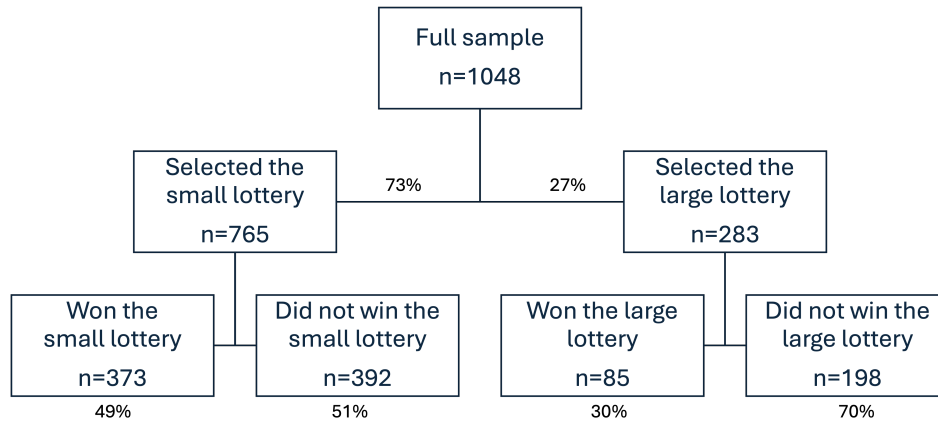 Full sample
n=1048
Selected the
small lottery
n=765
73%
27%
Selected the
large lottery
n=283
Won the
small lottery
n=373
49%
Did not win the
small lottery
n=392
51%
Won the large
lottery
n=85
30%
Did not win the
large lottery
n=198
70%